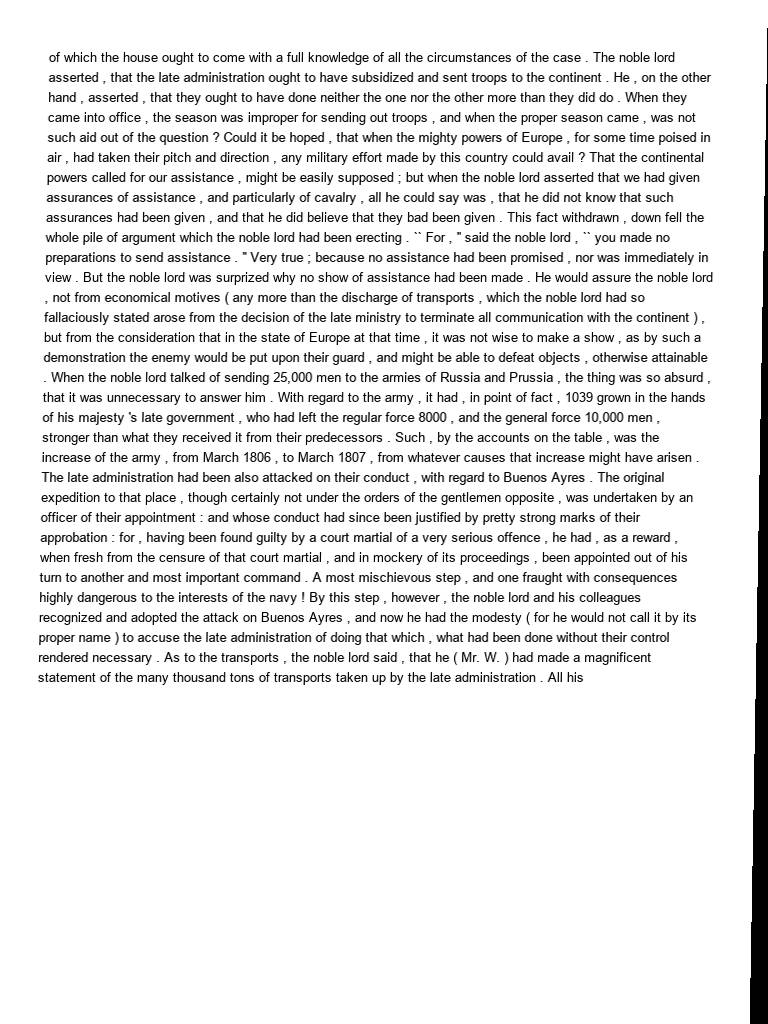 of which the house ought to come with a full knowledge of all the circumstances of the case . The noble lord
asserted , that the late administration ought to have subsidized and sent troops to the continent . He , on the other
hand , asserted , that they ought to have done neither the one nor the other more than they did do . When they
came into office , the season was improper for sending out troops , and when the proper season came , was not
such aid out of the question ? Could it be hoped , that when the mighty powers of Europe , for some time poised in
air , had taken their pitch and direction , any military effort made by this country could avail ? That the continental
powers called for our assistance , might be easily supposed ; but when the noble lord asserted that we had given
assurances of assistance , and particularly of cavalry , all he could say was , that he did not know that such
assurances had been given , and that he did believe that they bad been given . This fact withdrawn , down fell the
whole pile of argument which the noble lord had been erecting . `` For , " said the noble lord , `` you made no
preparations to send assistance . " Very true ; because no assistance had been promised , nor was immediately in
view . But the noble lord was surprized why no show of assistance had been made . He would assure the noble lord
, not from economical motives ( any more than the discharge of transports , which the noble lord had so
fallaciously stated arose from the decision of the late ministry to terminate all communication with the continent ) ,
but from the consideration that in the state of Europe at that time , it was not wise to make a show , as by such a
demonstration the enemy would be put upon their guard , and might be able to defeat objects , otherwise attainable
. When the noble lord talked of sending 25,000 men to the armies of Russia and Prussia , the thing was so absurd ,
that it was unnecessary to answer him . With regard to the army , it had , in point of fact , 1039 grown in the hands
of his majesty 's late government , who had left the regular force 8000 , and the general force 10,000 men ,
stronger than what they received it from their predecessors . Such , by the accounts on the table , was the
increase of the army , from March 1806 , to March 1807 , from whatever causes that increase might have arisen .
The late administration had been also attacked on their conduct , with regard to Buenos Ayres . The original
expedition to that place , though certainly not under the orders of the gentlemen opposite , was undertaken by an
officer of their appointment : and whose conduct had since been justified by pretty strong marks of their
approbation : for , having been found guilty by a court martial of a very serious offence , he had , as a reward ,
when fresh from the censure of that court martial , and in mockery of its proceedings , been appointed out of his
turn to another and most important command . A most mischievous step , and one fraught with consequences
highly dangerous to the interests of the navy ! By this step , however , the noble lord and his colleagues
recognized and adopted the attack on Buenos Ayres , and now he had the modesty ( for he would not call it by its
proper name ) to accuse the late administration of doing that which , what had been done without their control
rendered necessary . As to the transports , the noble lord said , that he ( Mr. W. ) had made a magnificent
statement of the many thousand tons of transports taken up by the late administration . All his